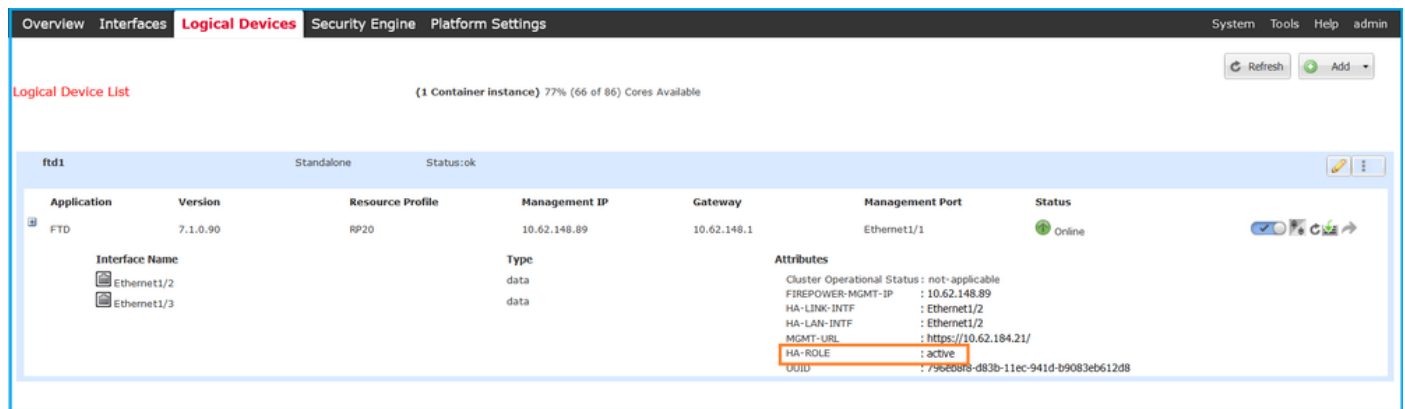 Overview Interfaces Logical Devices Security Engine Platform Settings System Tools Help admin
Refresh Add
Logical Device List (1 Container instance) 77% (66 of 86) Cores Available
ftd1 Standalone Status:ok
Application Version Resource Profile Management IP Gateway Management Port Status
FTD 7.1.0.90 RP20 10.62.148.89 10.62.148.1 Ethernet1/1 Online
Interface Name Type Attributes
Ethernet1/2 data
Ethernet1/3 data
Cluster Operational Status : not-applicable
FIREPOWER-MGMT-IP : 10.62.148.89
HA-LINK-INTF : Ethernet1/2
HA-LAN-INTF : Ethernet1/2
MGMT-URL : https://10.62.184.21/
HA-ROLE : active
UUID : 796eb8f8-d83b-11ec-941d-b9083eb612d8